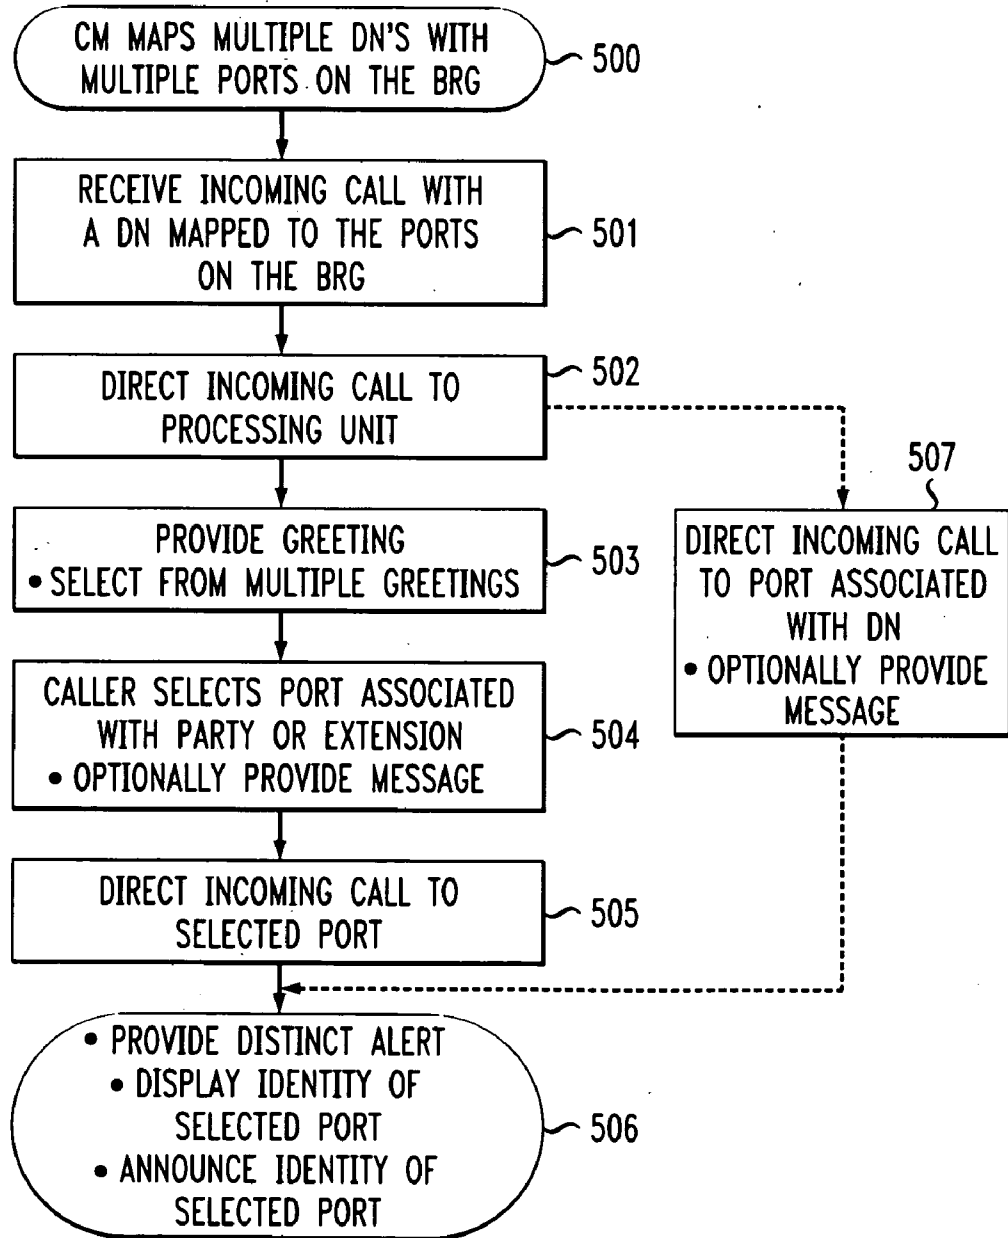 CM MAPS MULTIPLE DN'S WITH
MULTIPLE PORTS ON THE BRG
500
RECEIVE INCOMING CALL WITH
A DN MAPPED TO THE PORTS
ON THE BRG
501
DIRECT INCOMING CALL TO
PROCESSING UNIT
502
PROVIDE GREETING
• SELECT FROM MULTIPLE GREETINGS
503
CALLER SELECTS PORT ASSOCIATED
WITH PARTY OR EXTENSION
• OPTIONALLY PROVIDE MESSAGE
504
507
DIRECT INCOMING CALL
TO PORT ASSOCIATED
WITH DN
• OPTIONALLY PROVIDE
MESSAGE
DIRECT INCOMING CALL TO
SELECTED PORT
505
• PROVIDE DISTINCT ALERT
• DISPLAY IDENTITY OF
SELECTED PORT
• ANNOUNCE IDENTITY OF
SELECTED PORT
506